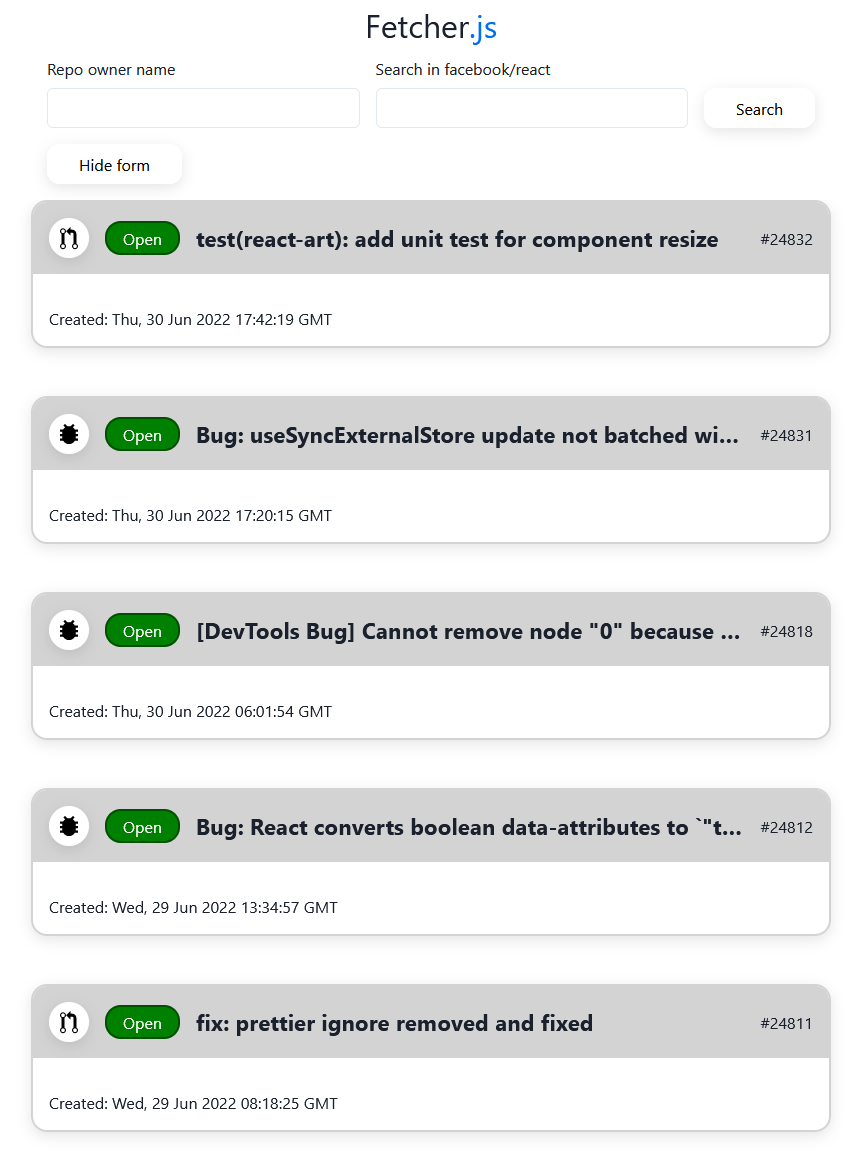 Fetcher.js
Repo owner name
Search in facebook/react
Search
Hide form
Open test(react-art): add unit test for component resize #24832
Created: Thu, 30 Jun 2022 17:42:19 GMT
Open Bug: useSyncExternalStore update not batched wi... #24831
Created: Thu, 30 Jun 2022 17:20:15 GMT
Open [DevTools Bug] Cannot remove node "0" because ... #24818
Created: Thu, 30 Jun 2022 06:01:54 GMT
Open Bug: React converts boolean data-attributes to `"t... #24812
Created: Wed, 29 Jun 2022 13:34:57 GMT
Open fix: prettier ignore removed and fixed #24811
Created: Wed, 29 Jun 2022 08:18:25 GMT